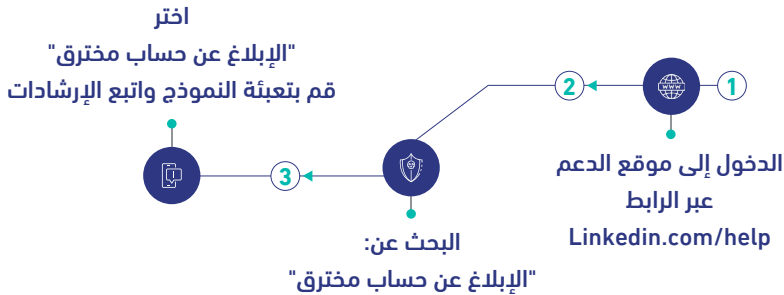 1
www
الدخول إلى موقع الدعم
عبر الرابط
Linkedin.com/help
2
البحث عن:
"الإبلاغ عن حساب مخترق"
3
اختر
"الإبلاغ عن حساب مخترق"
قم بتعبئة النموذج واتبع الإرشادات